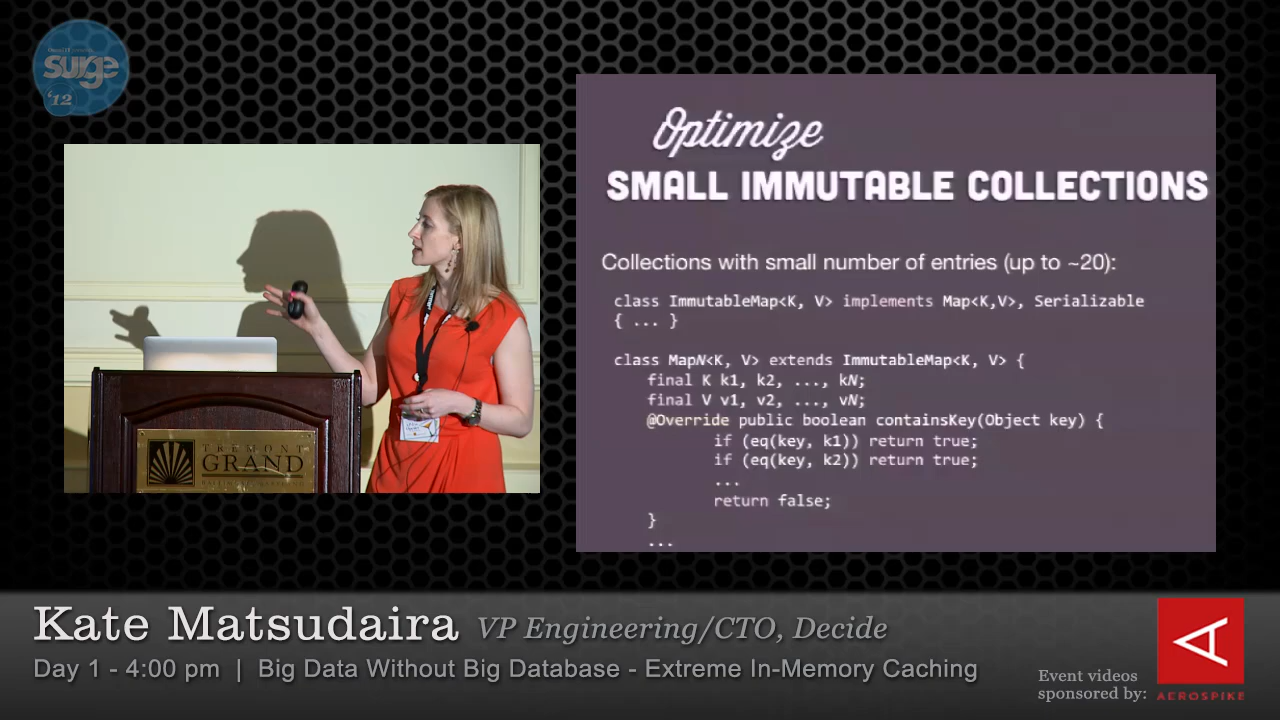 surge
'12
Optimize
SMALL IMMUTABLE COLLECTIONS
Collections with small number of entries (up to ~20):
class ImmutableMap<K, V> implements Map<K,V>, Serializable
{ ... }
class MapN<K, V> extends ImmutableMap<K, V> {
final K k1, k2, ..., kN;
final V v1, v2, ..., vN;
@Override public boolean containsKey(Object key) {
if (eq(key, k1)) return true;
if (eq(key, k2)) return true;
...
return false;
}
...
TREMONT
GRAND
Kate Matsudaira VP Engineering/CTO, Decide
Day 1 - 4:00 pm | Big Data Without Big Database - Extreme In-Memory Caching
Event videos
sponsored by:
AEROSPIKE